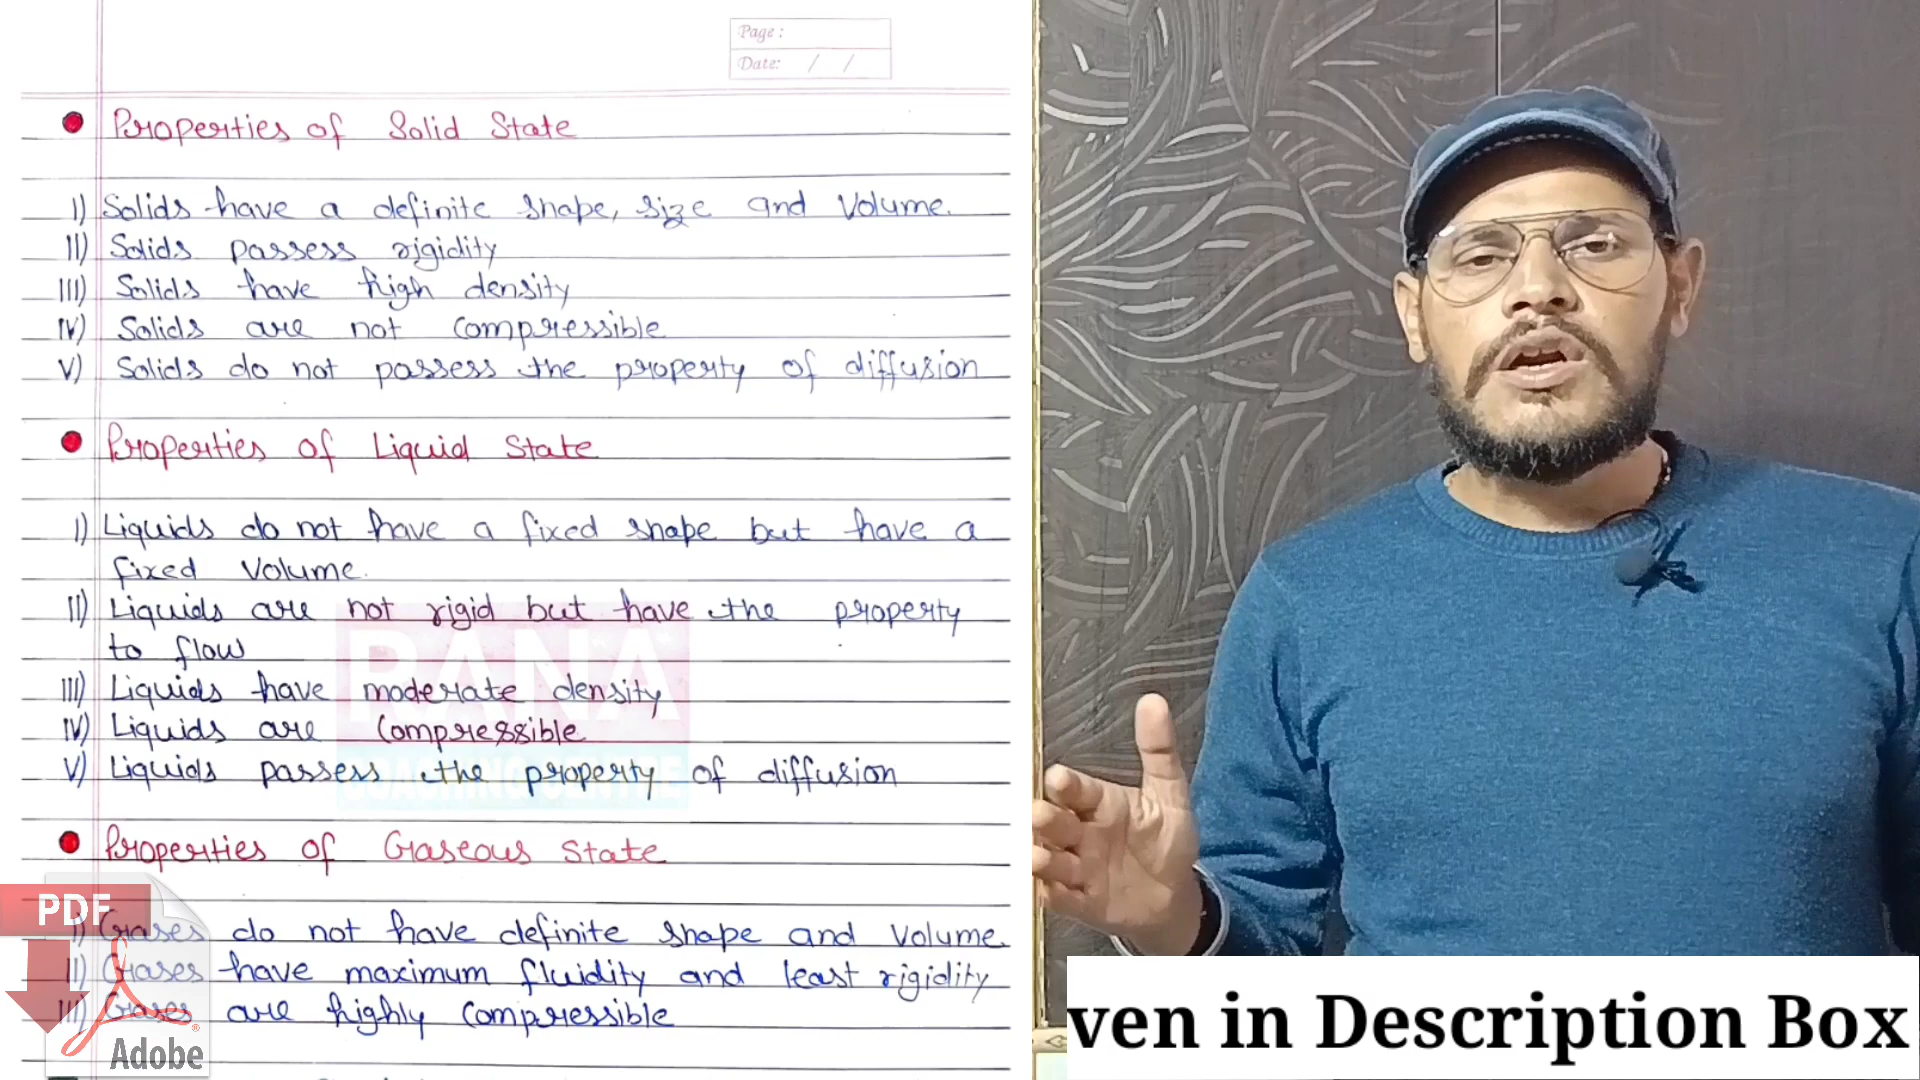 Page :
Date: / /
Properties of Solid State
I) Solids have a definite shape, size and volume.
II) Solids possess rigidity
III) Solids have high density
IV) Solids are not compressible
V) Solids do not possess the property of diffusion
Properties of Liquid State
I) Liquids do not have a fixed shape but have a
fixed volume.
II) Liquids are not rigid but have the property
to flow
III) Liquids have moderate density
IV) Liquids are compressible
V) Liquids possess the property of diffusion
PANA
COACHING CENTRE
Properties of Gaseous State
I) Gases do not have definite shape and volume
II) Gases have maximum fluidity and least rigidity
III) Gases are highly compressible
PDF
Adobe
ven in Description Box